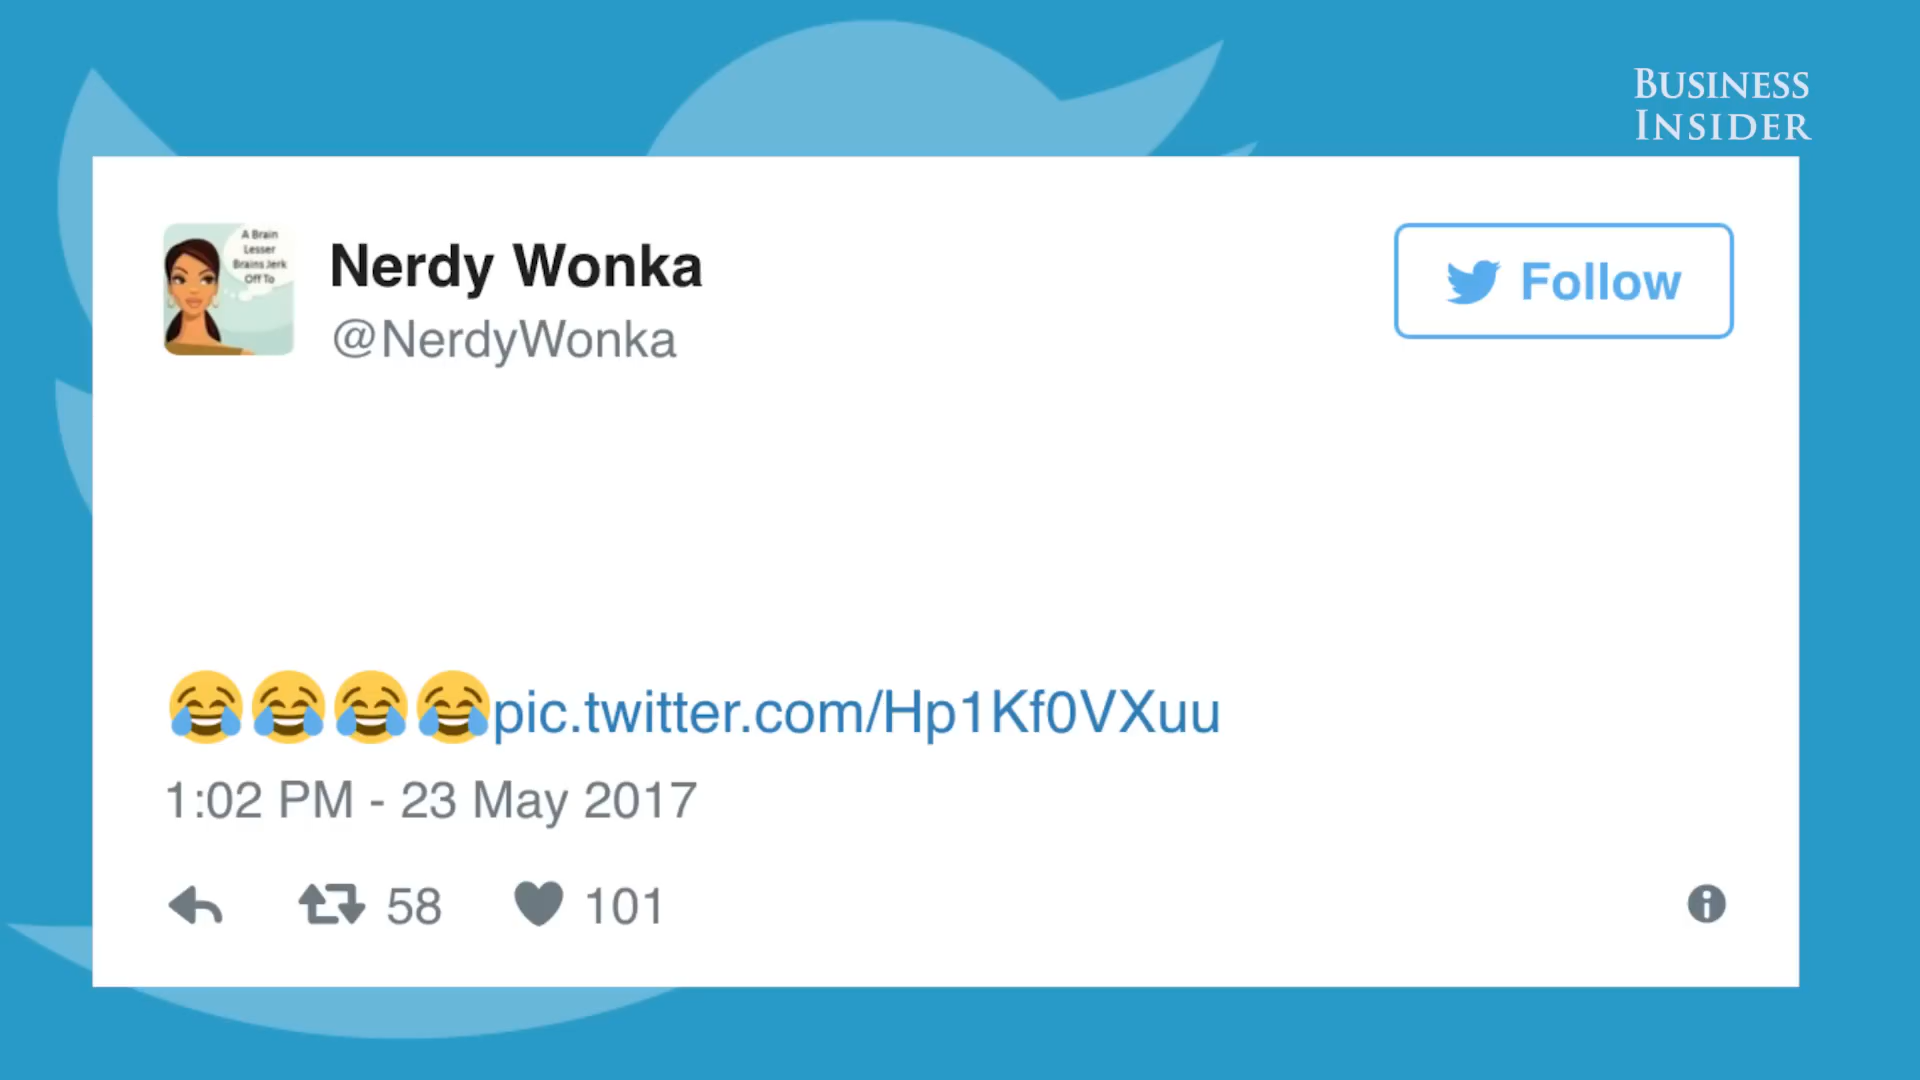 BUSINESS
INSIDER
A Brain
Lesser
Brains Jerk
Off To
Nerdy Wonka
@NerdyWonka
Follow
😂😂😂😂pic.twitter.com/Hp1Kf0VXuu
1:02 PM - 23 May 2017
58 101